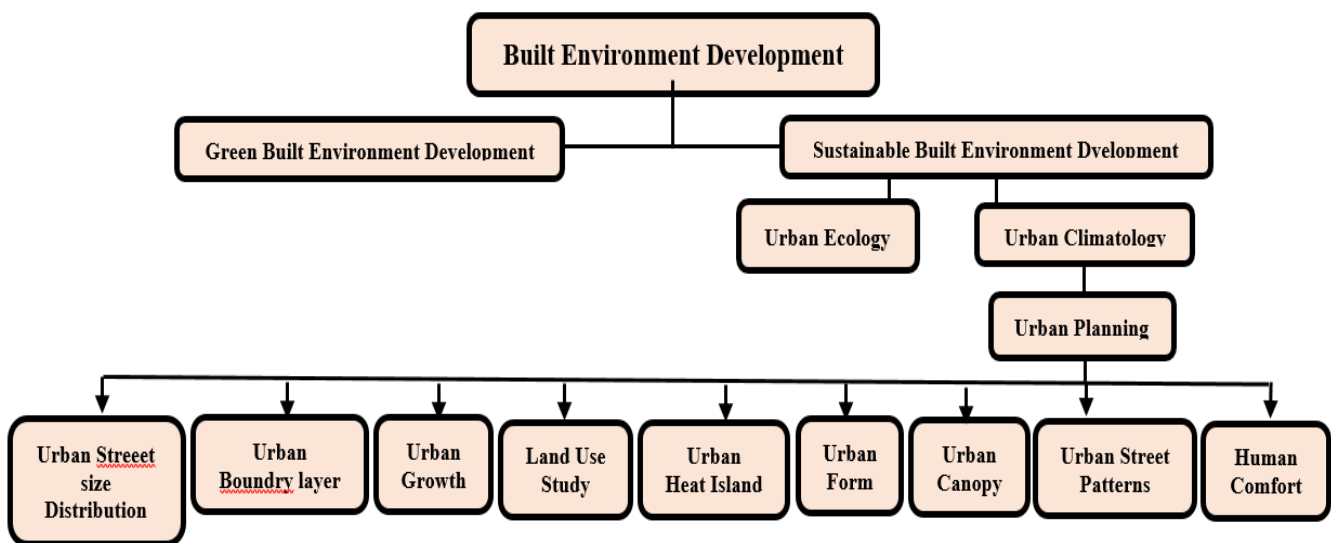 Built Environment Development
Green Built Environment Development
Sustainable Built Environment Dvelopment
Urban Ecology
Urban Climatology
Urban Planning
Urban Streeet
size
Distribution
Urban
Boundry layer
Urban
Growth
Land Use
Study
Urban
Heat Island
Urban
Form
Urban
Canopy
Urban Street
Patterns
Human
Comfort